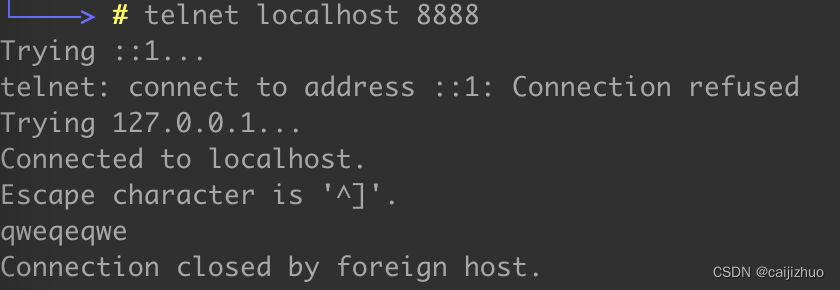 # telnet localhost 8888
Trying ::1...
telnet: connect to address ::1: Connection refused
Trying 127.0.0.1...
Connected to localhost.
Escape character is '^]'.
qweqeqwe
Connection closed by foreign host.
CSDN @caijizhuo